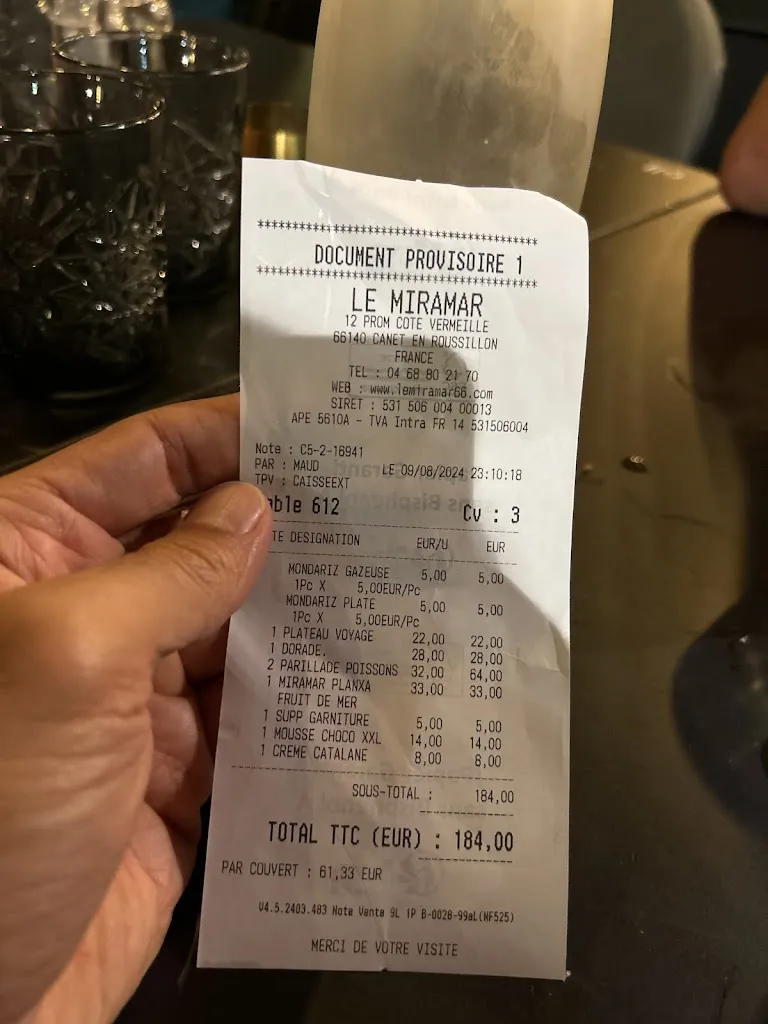 ****************************************
DOCUMENT PROVISOIRE 1
****************************************
LE MIRAMAR
12 PROM COTE VERMEILLE
66140 CANET EN ROUSSILLON
FRANCE
TEL : 04 68 80 21 70
WEB : www.lemiramar66.com
SIRET : 531 506 004 00013
APE 5610A - TVA Intra FR 14 531506004
Note : C5-2-16941
PAR : MAUD LE 09/08/2024 23:10:18
TPV : CAISSEEXT
ble 612 Cv : 3
TE DESIGNATION EUR/U EUR
MONDARIZ GAZEUSE 5,00 5,00
1Pc X 5,00EUR/Pc
MONDARIZ PLATE 5,00 5,00
1Pc X 5,00EUR/Pc
1 PLATEAU VOYAGE 22,00 22,00
1 DORADE. 28,00 28,00
2 PARILLADE POISSONS 32,00 64,00
1 MIRAMAR PLANXA 33,00 33,00
FRUIT DE MER
1 SUPP GARNITURE 5,00 5,00
1 MOUSSE CHOCO XXL 14,00 14,00
1 CREME CATALANE 8,00 8,00
SOUS-TOTAL : 184,00
TOTAL TTC (EUR) : 184,00
PAR COUVERT : 61,33 EUR
V4.5.2403.483 Note Vente 9L 1P B-0028-99aL(NF525)
MERCI DE VOTRE VISITE